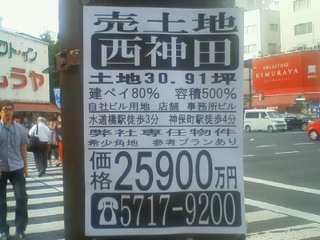 売土地
西神田
土地30.91坪
建ペイ80% 容積500%
自社ビル用地 店舗 事務所ビル
水道橋駅徒歩3分 神保町駅徒歩4分
弊社専任物件
希少角地 参考プランあり
価格25900万円
☎5717-9200
KIMURAYA
ムラヤ